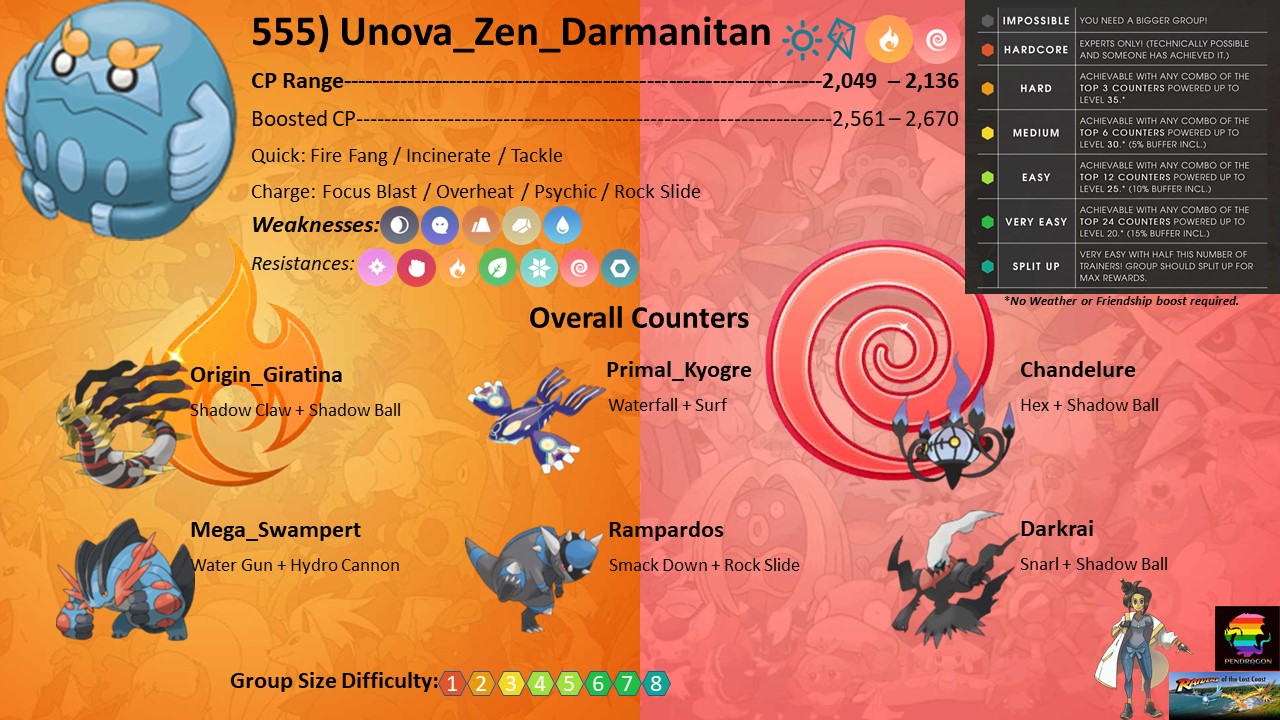 555) Unova_Zen_Darmanitan
CP Range------------------------------------------------------------------2,049 – 2,136
Boosted CP------------------------------------------------------------------2,561 – 2,670
Quick: Fire Fang / Incinerate / Tackle
Charge: Focus Blast / Overheat / Psychic / Rock Slide
Weaknesses:
Resistances:
IMPOSSIBLE YOU NEED A BIGGER GROUP!
HARDCORE EXPERTS ONLY! (TECHNICALLY POSSIBLE
AND SOMEONE HAS ACHIEVED IT.)
HARD ACHIEVABLE WITH ANY COMBO OF THE
TOP 3 COUNTERS POWERED UP TO
LEVEL 35.*
MEDIUM ACHIEVABLE WITH ANY COMBO OF THE
TOP 6 COUNTERS POWERED UP TO
LEVEL 30.* (5% BUFFER INCL.)
EASY ACHIEVABLE WITH ANY COMBO OF THE
TOP 12 COUNTERS POWERED UP TO
LEVEL 25.* (10% BUFFER INCL.)
VERY EASY ACHIEVABLE WITH ANY COMBO OF THE
TOP 24 COUNTERS POWERED UP TO
LEVEL 20.* (15% BUFFER INCL.)
SPLIT UP VERY EASY WITH HALF THIS NUMBER OF
TRAINERS! GROUP SHOULD SPLIT UP FOR
MAX REWARDS.
*No Weather or Friendship boost required.
Overall Counters
Origin_Giratina
Shadow Claw + Shadow Ball
Primal_Kyogre
Waterfall + Surf
Chandelure
Hex + Shadow Ball
Mega_Swampert
Water Gun + Hydro Cannon
Rampardos
Smack Down + Rock Slide
Darkrai
Snarl + Shadow Ball
Group Size Difficulty: 1 2 3 4 5 6 7 8
PENDRAGON
RAIDERS of the Lost Coast